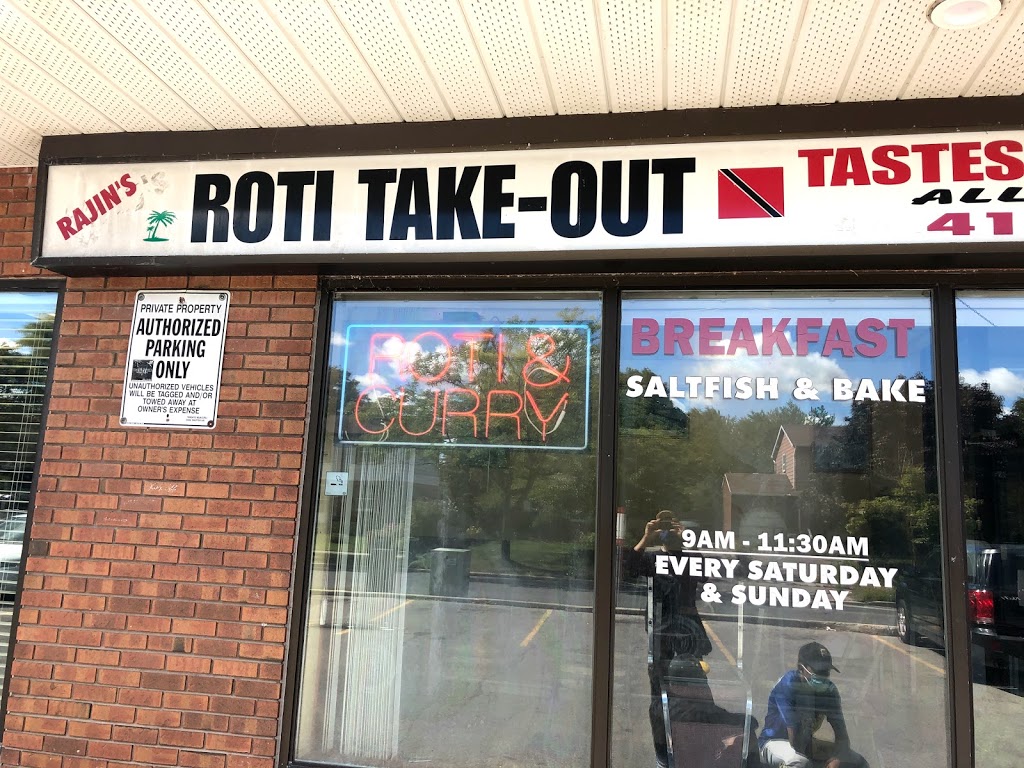 RAJIN'S
ROTI TAKE-OUT
TASTES
ALL
41
PRIVATE PROPERTY
AUTHORIZED
PARKING
ONLY
UNAUTHORIZED VEHICLES
WILL BE TAGGED AND/OR
TOWED AWAY AT
OWNER'S EXPENSE
ROTI &
CURRY
BREAKFAST
SALTFISH & BAKE
9AM - 11:30AM
EVERY SATURDAY
& SUNDAY